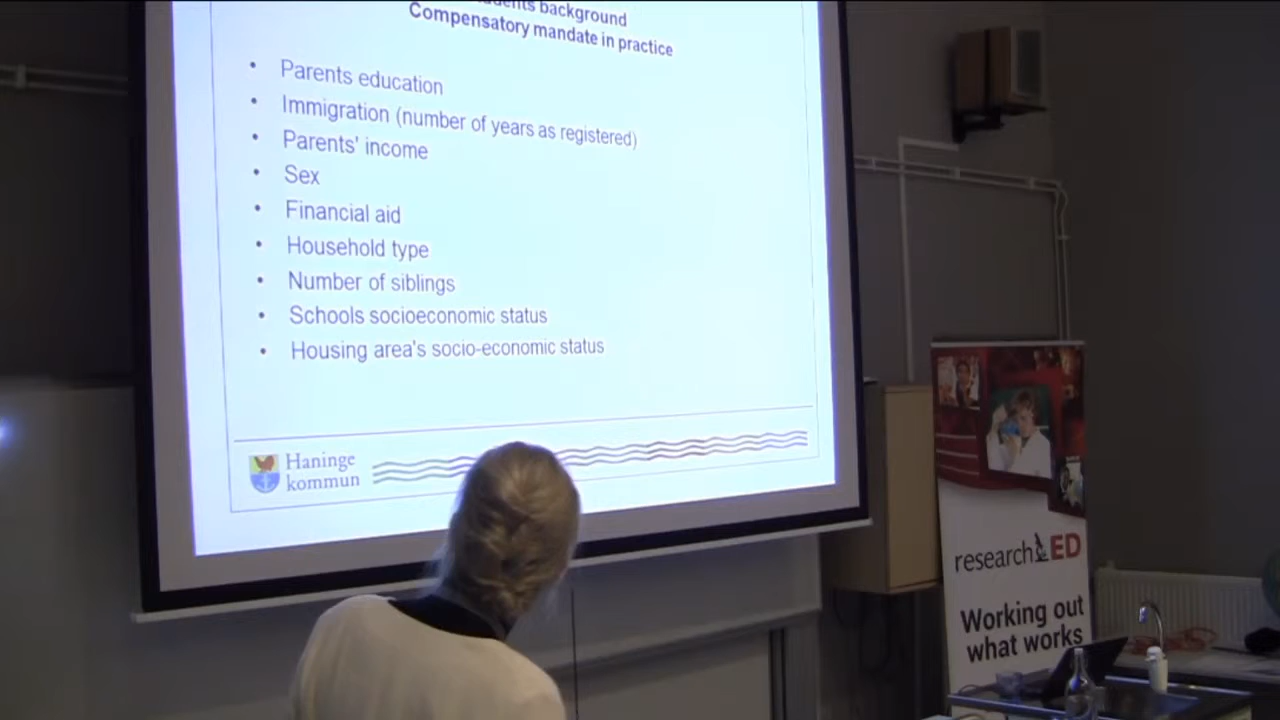 background
Compensatory mandate in practice
• Parents education
• Immigration (number of years as registered)
• Parents' income
• Sex
• Financial aid
• Household type
• Number of siblings
• Schools socioeconomic status
• Housing area's socio-economic status
Haninge
kommun
researchED
Working out
what works